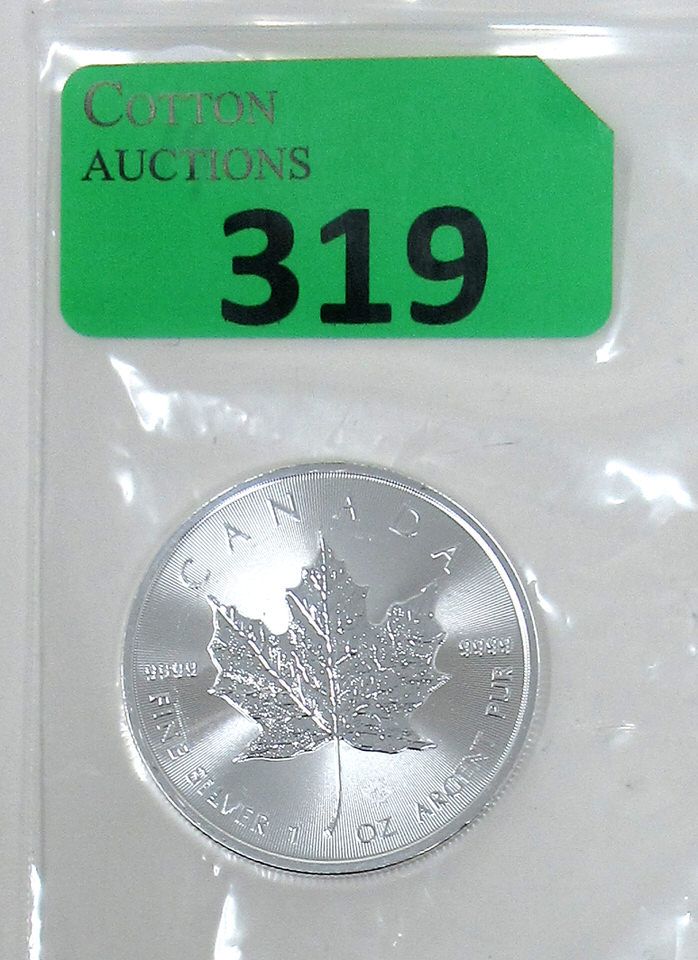 COTTON
AUCTIONS
319
CANADA
9999 9999
FINE SILVER 1 OZ ARGENT PUR